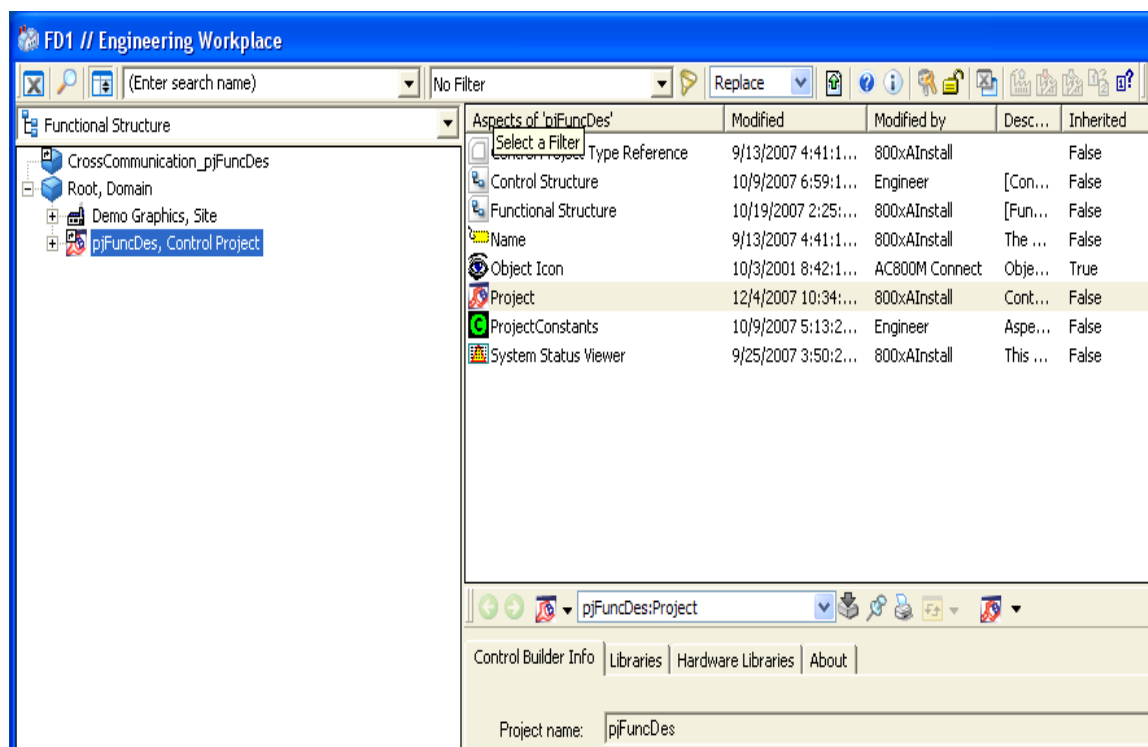 FD1 // Engineering Workplace
(Enter search name) No Filter Replace
Functional Structure
CrossCommunication_pjFuncDes
Root, Domain
Demo Graphics, Site
pjFuncDes, Control Project
Aspects of 'pjFuncDes' Modified Modified by Desc... Inherited
Select a Filter
Type Reference 9/13/2007 4:41:1... 800xAInstall False
Control Structure 10/9/2007 6:59:1... Engineer [Con... False
Functional Structure 10/19/2007 2:25:... 800xAInstall [Fun... False
Name 9/13/2007 4:41:1... 800xAInstall The ... False
Object Icon 10/3/2001 8:42:1... AC800M Connect Obje... True
Project 12/4/2007 10:34:... 800xAInstall Cont... False
ProjectConstants 10/9/2007 5:13:2... Engineer Aspe... False
System Status Viewer 9/25/2007 3:50:2... 800xAInstall This ... False
pjFuncDes:Project
Control Builder Info Libraries Hardware Libraries About
Project name: pjFuncDes